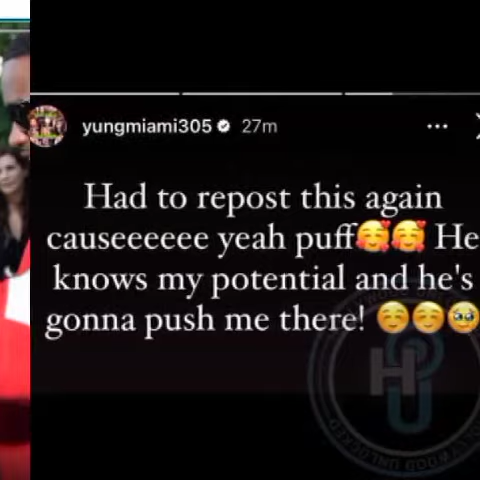 yungmiami305 27m
Had to repost this again
causeeeeee yeah puff🥰🥰 He
knows my potential and he's
gonna push me there! ☺️☺️🥹
HU